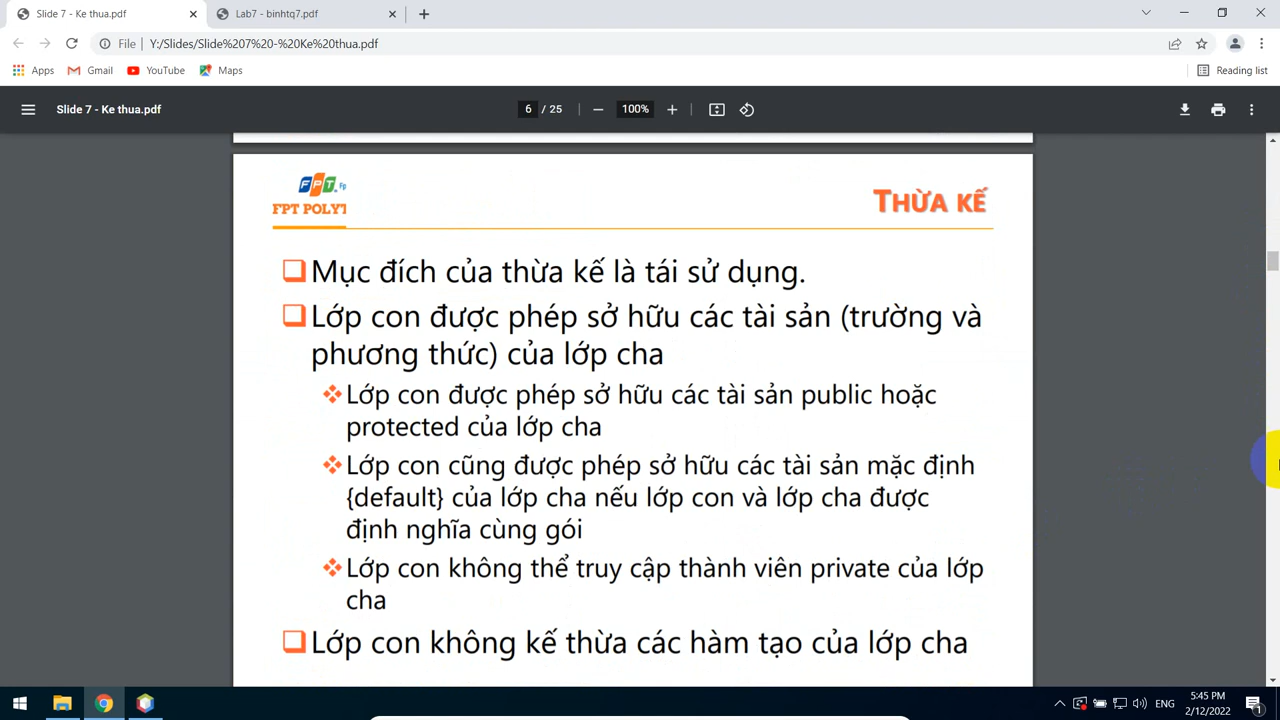 Slide 7 - Ke thua.pdf
Lab7 - binhtq7.pdf
File
Y:/Slides/Slide%207%20-%20Ke%20thua.pdf
Apps
Gmail
YouTube
Maps
Reading list
Slide 7 - Ke thua.pdf
6 / 25
100%
FPT. Fp
FPT POLYT
THỪA KẾ
Mục đích của thừa kế là tái sử dụng.
Lớp con được phép sở hữu các tài sản (trường và
phương thức) của lớp cha
Lớp con được phép sở hữu các tài sản public hoặc
protected của lớp cha
Lớp con cũng được phép sở hữu các tài sản mặc định
{default} của lớp cha nếu lớp con và lớp cha được
định nghĩa cùng gói
Lớp con không thể truy cập thành viên private của lớp
cha
Lớp con không kế thừa các hàm tạo của lớp cha
ENG
5:45 PM
2/12/2022
1